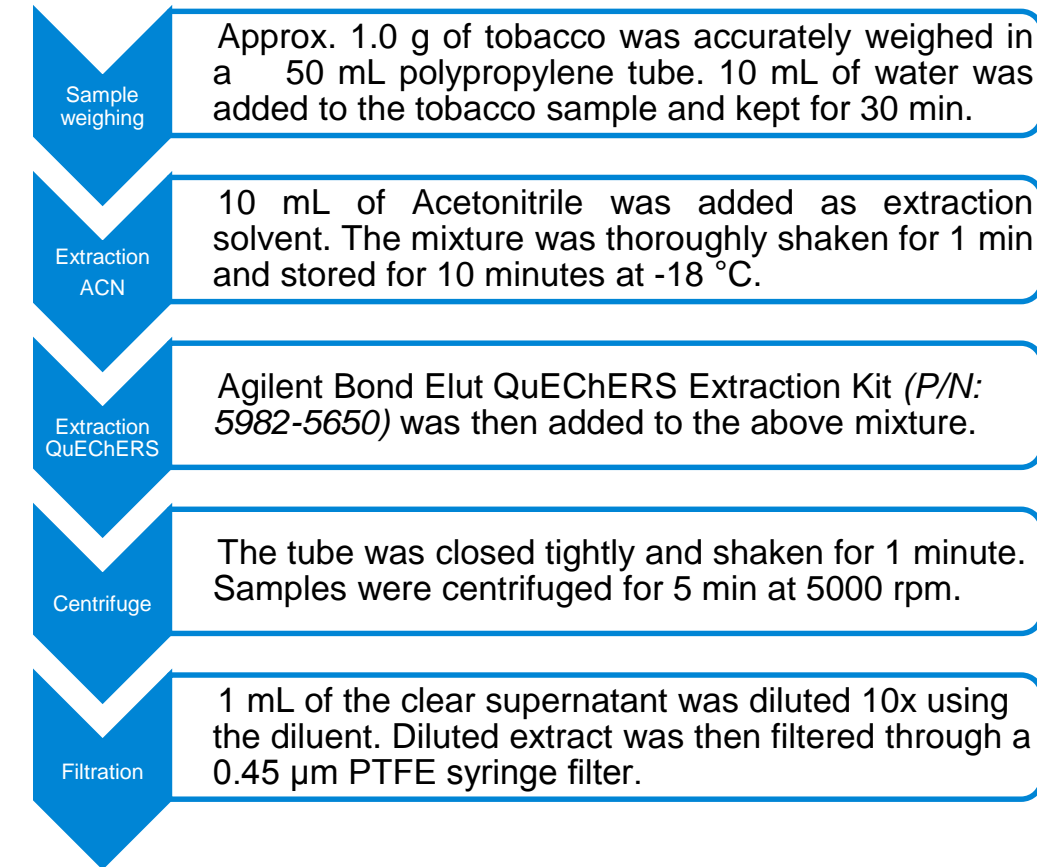 Sample
weighing
Approx. 1.0 g of tobacco was accurately weighed in
a 50 mL polypropylene tube. 10 mL of water was
added to the tobacco sample and kept for 30 min.
Extraction
ACN
10 mL of Acetonitrile was added as extraction
solvent. The mixture was thoroughly shaken for 1 min
and stored for 10 minutes at -18 °C.
Extraction
QuEChERS
Agilent Bond Elut QuEChERS Extraction Kit (P/N:
5982-5650) was then added to the above mixture.
Centrifuge
The tube was closed tightly and shaken for 1 minute.
Samples were centrifuged for 5 min at 5000 rpm.
Filtration
1 mL of the clear supernatant was diluted 10x using
the diluent. Diluted extract was then filtered through a
0.45 µm PTFE syringe filter.